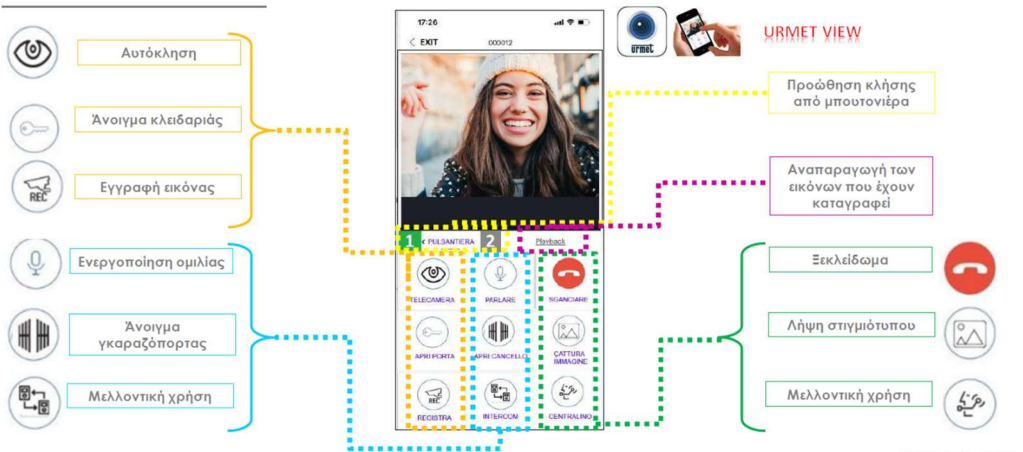 17:26
EXIT
000012
urmet
URMET VIEW
Αυτόκληση
Άνοιγμα κλειδαριάς
REC
Εγγραφή εικόνας
Προώθηση κλήσης
από μπουτονιέρα
Αναπαραγωγή των
εικόνων που έχουν
καταγραφεί
1
PULSANTIERA
2
Playback
TELECAMERA
PARLARE
SGANCIARE
APRI PORTA
APRI CANCELLO
CATTURA
IMMAGINE
REC
REGISTRA
INTERCOM
CENTRALINO
Ενεργοποίηση ομιλίας
Άνοιγμα
γκαραζόπορτας
Μελλοντική χρήση
Ξεκλείδωμα
Λήψη στιγμιότυπου
Μελλοντική χρήση